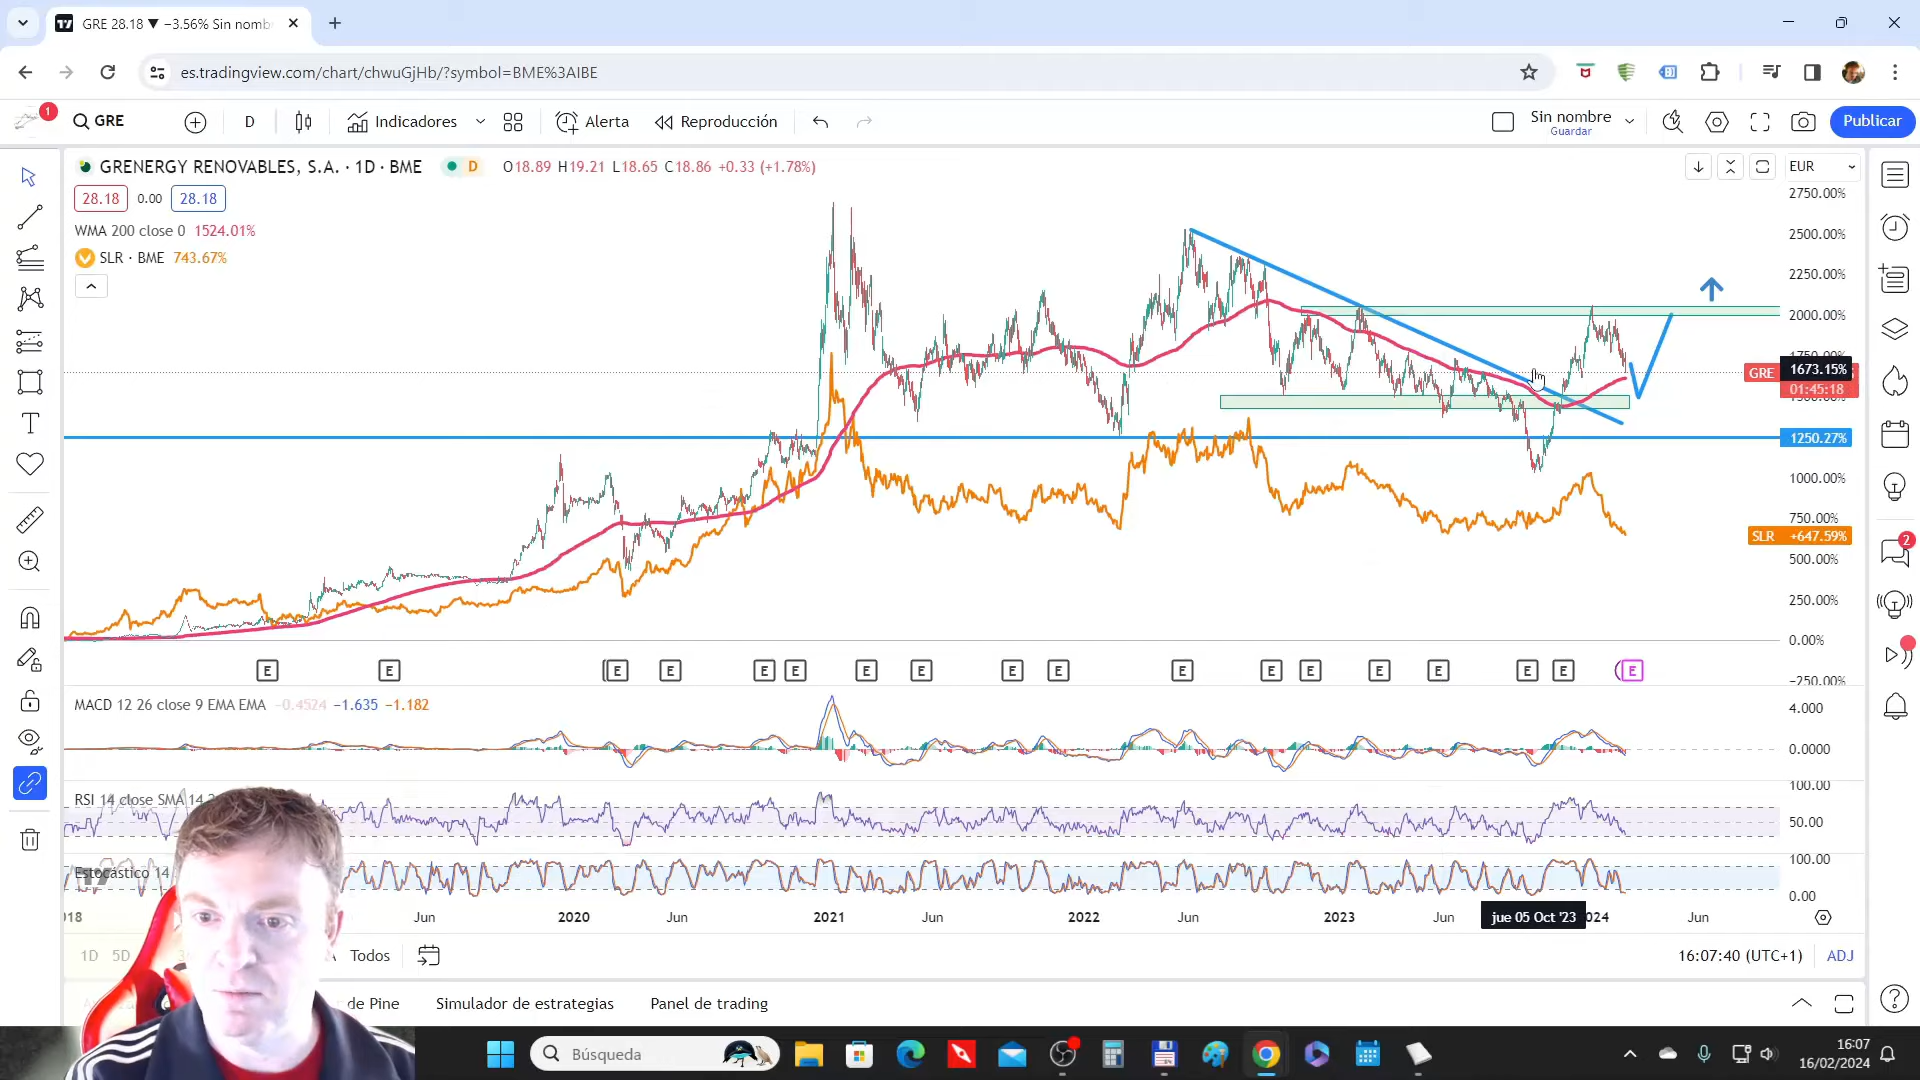 GRE 28.18 ▼ −3.56% Sin nomb
es.tradingview.com/chart/chwuGjHb/?symbol=BME%3AIBE
1
GRE
D
Indicadores
Alerta
Reproducción
Sin nombre
Guardar
Publicar
GRENERGY RENOVABLES, S.A. · 1D · BME
D
O18.89 H19.21 L18.65 C18.86 +0.33 (+1.78%)
EUR
28.18
0.00
28.18
WMA 200 close 0 1524.01%
SLR · BME 743.67%
2750.00%
2500.00%
2250.00%
2000.00%
GRE
1673.15%
01:45:18
1250.27%
1000.00%
750.00%
SLR +647.59%
500.00%
250.00%
0.00%
−250.00%
E E E E E E E E E E E E E E E E E E
2
MACD 12 26 close 9 EMA EMA −0.4524 −1.635 −1.182
4.000
0.0000
RSI 14 close SMA 14
100.00
50.00
Estocástico 14
100.00
0.00
Jun
2020
Jun
2021
Jun
2022
Jun
2023
Jun
jue 05 Oct '23
Jun
1D
5D
Todos
16:07:40 (UTC+1)
ADJ
de Pine
Simulador de estrategias
Panel de trading
Búsqueda
16:07
16/02/2024